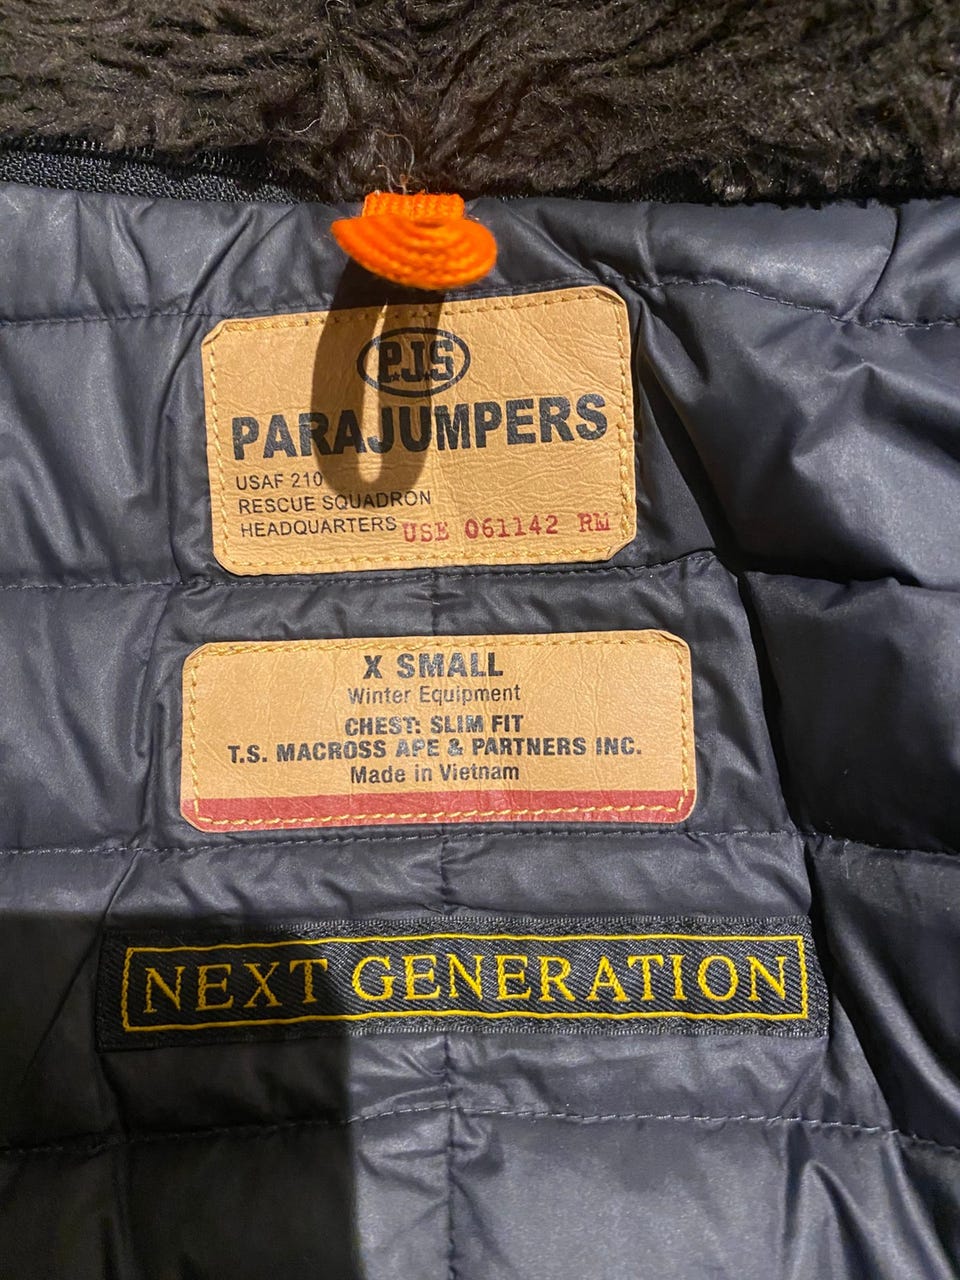 P.J.S
PARAJUMPERS
USAF 210
RESCUE SQUADRON
HEADQUARTERS USE 061142 RM
X SMALL
Winter Equipment
CHEST: SLIM FIT
T.S. MACROSS APE & PARTNERS INC.
Made in Vietnam
NEXT GENERATION